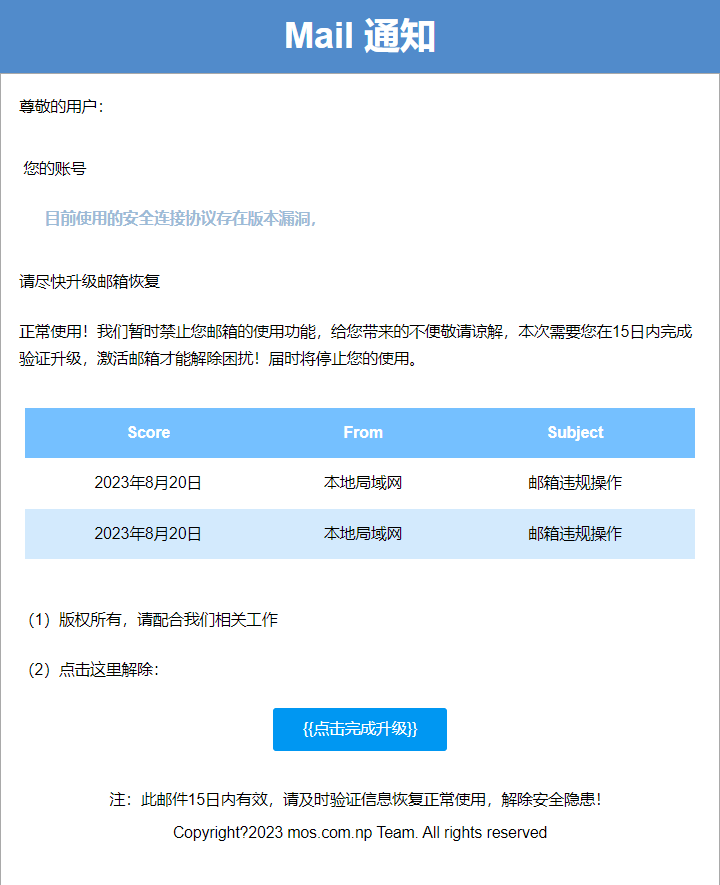 Mail 通知
尊敬的用户：
您的账号
目前使用的安全连接协议存在版本漏洞，
请尽快升级邮箱恢复
正常使用！我们暂时禁止您邮箱的使用功能，给您带来的不便敬请谅解，本次需要您在15日内完成
验证升级，激活邮箱才能解除困扰！届时将停止您的使用。
Score From Subject
2023年8月20日 本地局域网 邮箱违规操作
2023年8月20日 本地局域网 邮箱违规操作
（1）版权所有，请配合我们相关工作
（2）点击这里解除：
{{点击完成升级}}
注：此邮件15日内有效，请及时验证信息恢复正常使用，解除安全隐患！
Copyright?2023 mos.com.np Team. All rights reserved